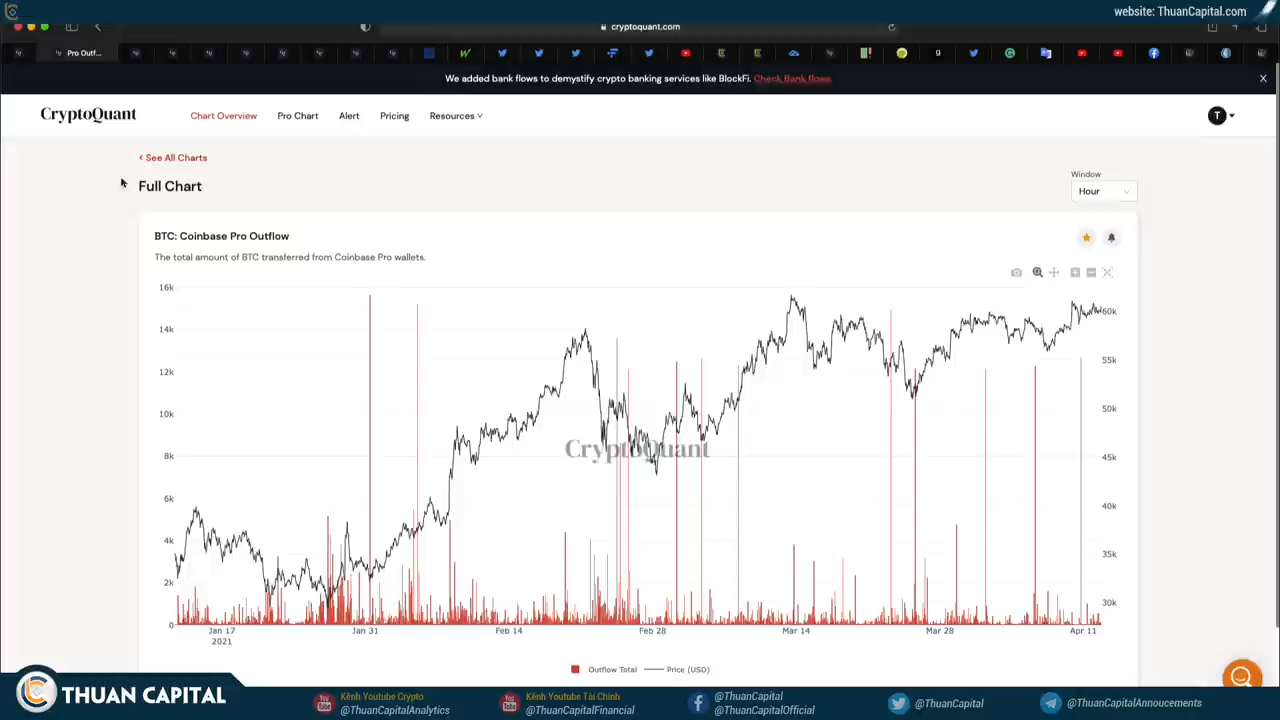 website: ThuanCapital.com
cryptoquant.com
Pro Outf...
We added bank flows to demystify crypto banking services like BlockFi. Check Bank flows.
CryptoQuant
Chart Overview
Pro Chart
Alert
Pricing
Resources
T
< See All Charts
Full Chart
Window
Hour
BTC: Coinbase Pro Outflow
The total amount of BTC transferred from Coinbase Pro wallets.
16k
14k
12k
10k
8k
6k
4k
2k
0
60k
55k
50k
45k
40k
35k
30k
CryptoQuant
Jan 17
2021
Jan 31
Feb 14
Feb 28
Mar 14
Mar 28
Apr 11
Outflow Total
Price (USD)
THUAN CAPITAL
Kênh Youtube Crypto
@ThuanCapitalAnalytics
Kênh Youtube Tài Chính
@ThuanCapitalFinancial
@ThuanCapital
@ThuanCapitalOfficial
@ThuanCapital
@ThuanCapitalAnnoucements